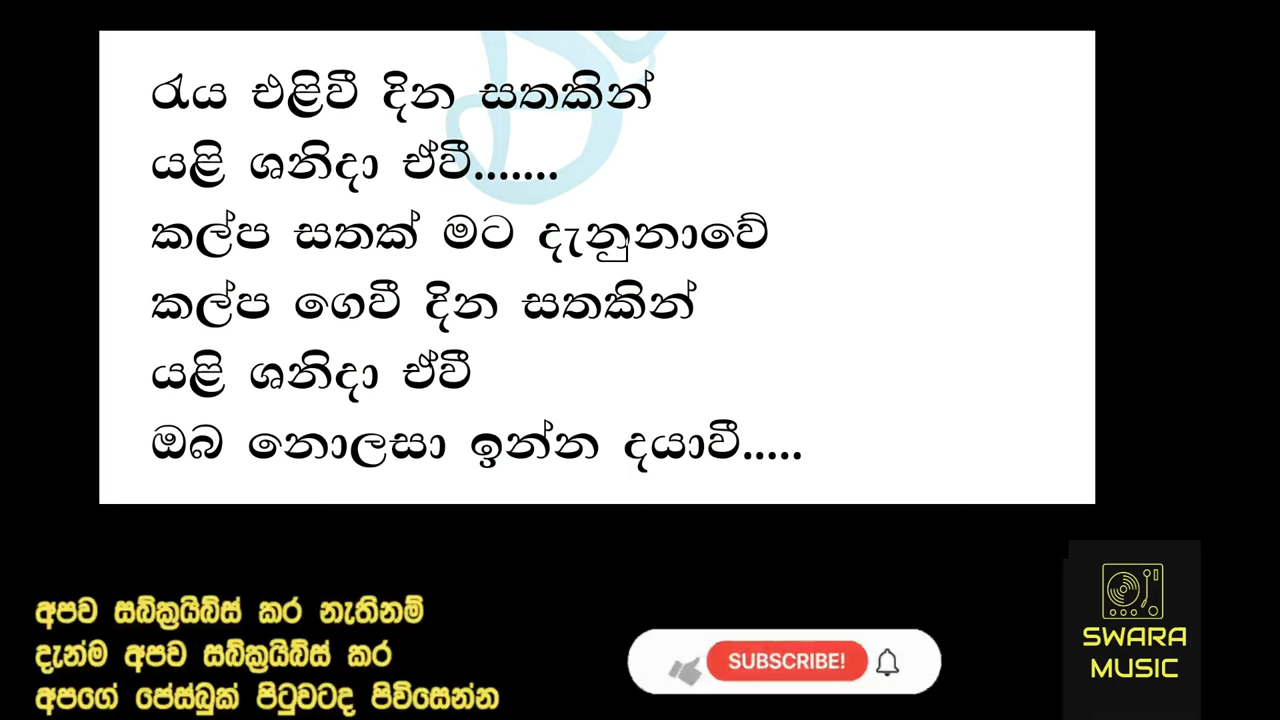 රැය එළිවී දින සතකින්
යළි ශනිදා ඒවී.......
කල්ප සතක් මට දැනුනාවේ
කල්ප ගෙවී දින සතකින්
යළි ශනිදා ඒවී
ඔබ නොලසා ඉන්න දයාවී.....
අපව සබ්ක්‍රයිබ්ස් කර නැතිනම්
දැන්ම අපව සබ්ක්‍රයිබ්ස් කර
අපගේ පේස්බුක් පිටුවටද පිවිසෙන්න
SUBSCRIBE!
SWARA
MUSIC